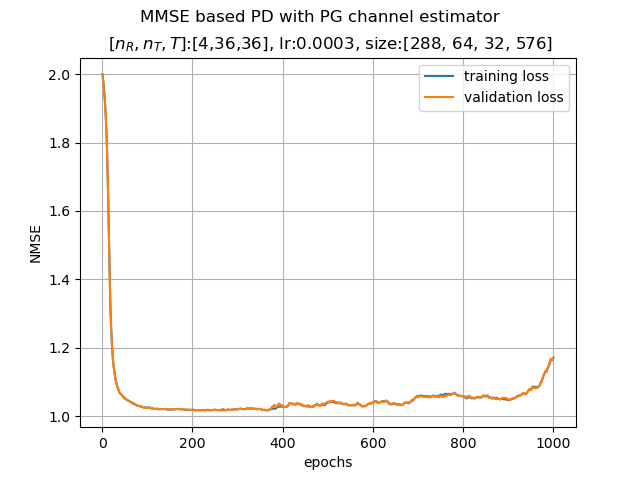 MMSE based PD with PG channel estimator
[n_R, n_T, T]:[4,36,36], lr:0.0003, size:[288, 64, 32, 576]
training loss
validation loss
2.0
1.8
1.6
1.4
1.2
1.0
NMSE
0 200 400 600 800 1000
epochs